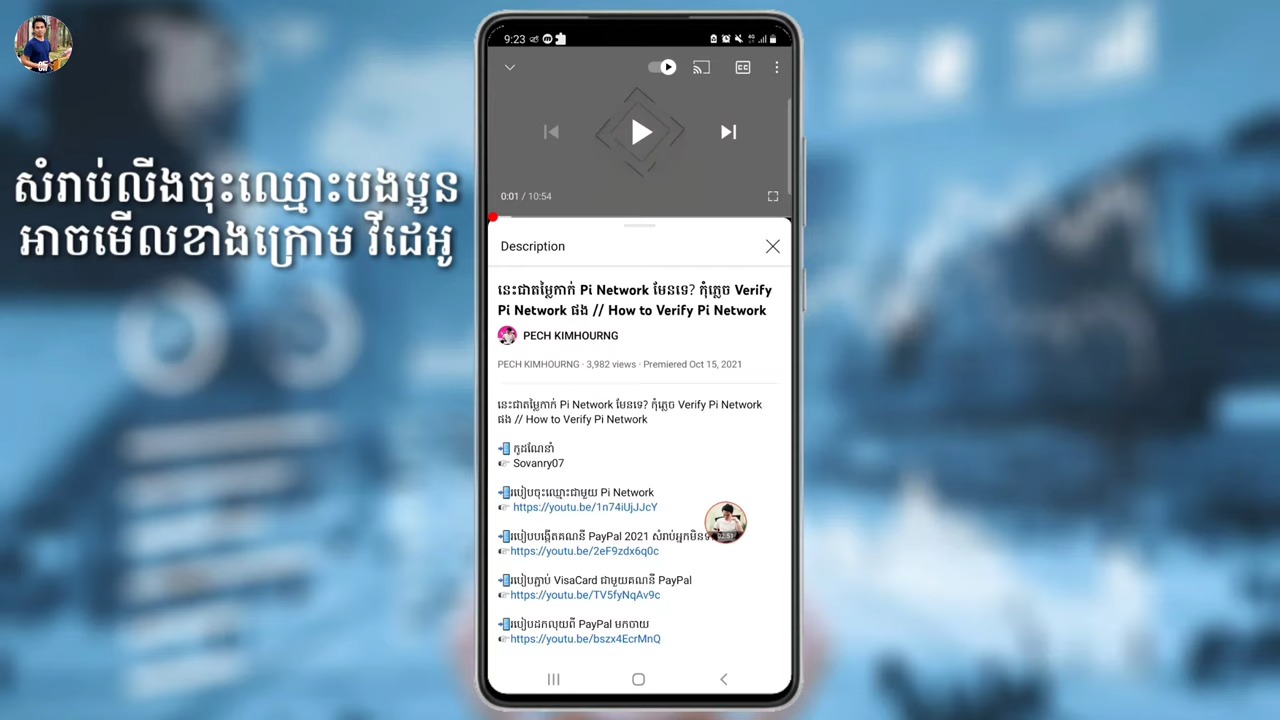 សំរាប់លីងចុះឈ្មោះបងប្អូន
អាចមើលខាងក្រោម វីដេអូ
9:23
0:01 / 10:54
Description
នេះជាតម្លៃកាក់ Pi Network មែនទេ? កុំភ្លេច Verify
Pi Network ផង // How to Verify Pi Network
PECH KIMHOURNG
PECH KIMHOURNG · 3,982 views · Premiered Oct 15, 2021
នេះជាតម្លៃកាក់ Pi Network មែនទេ? កុំភ្លេច Verify Pi Network
ផង // How to Verify Pi Network
កូដណែនាំ
Sovanry07
របៀបចុះឈ្មោះជាមួយ Pi Network
https://youtu.be/1n74iUjJJcY
របៀបបង្កើតគណនី PayPal 2021 សំរាប់អ្នកមិនទ
02:51
https://youtu.be/2eF9zdx6q0c
របៀបភ្ជាប់ VisaCard ជាមួយគណនី PayPal
https://youtu.be/TV5fyNqAv9c
របៀបដកលុយពី PayPal មកចាយ
https://youtu.be/bszx4EcrMnQ